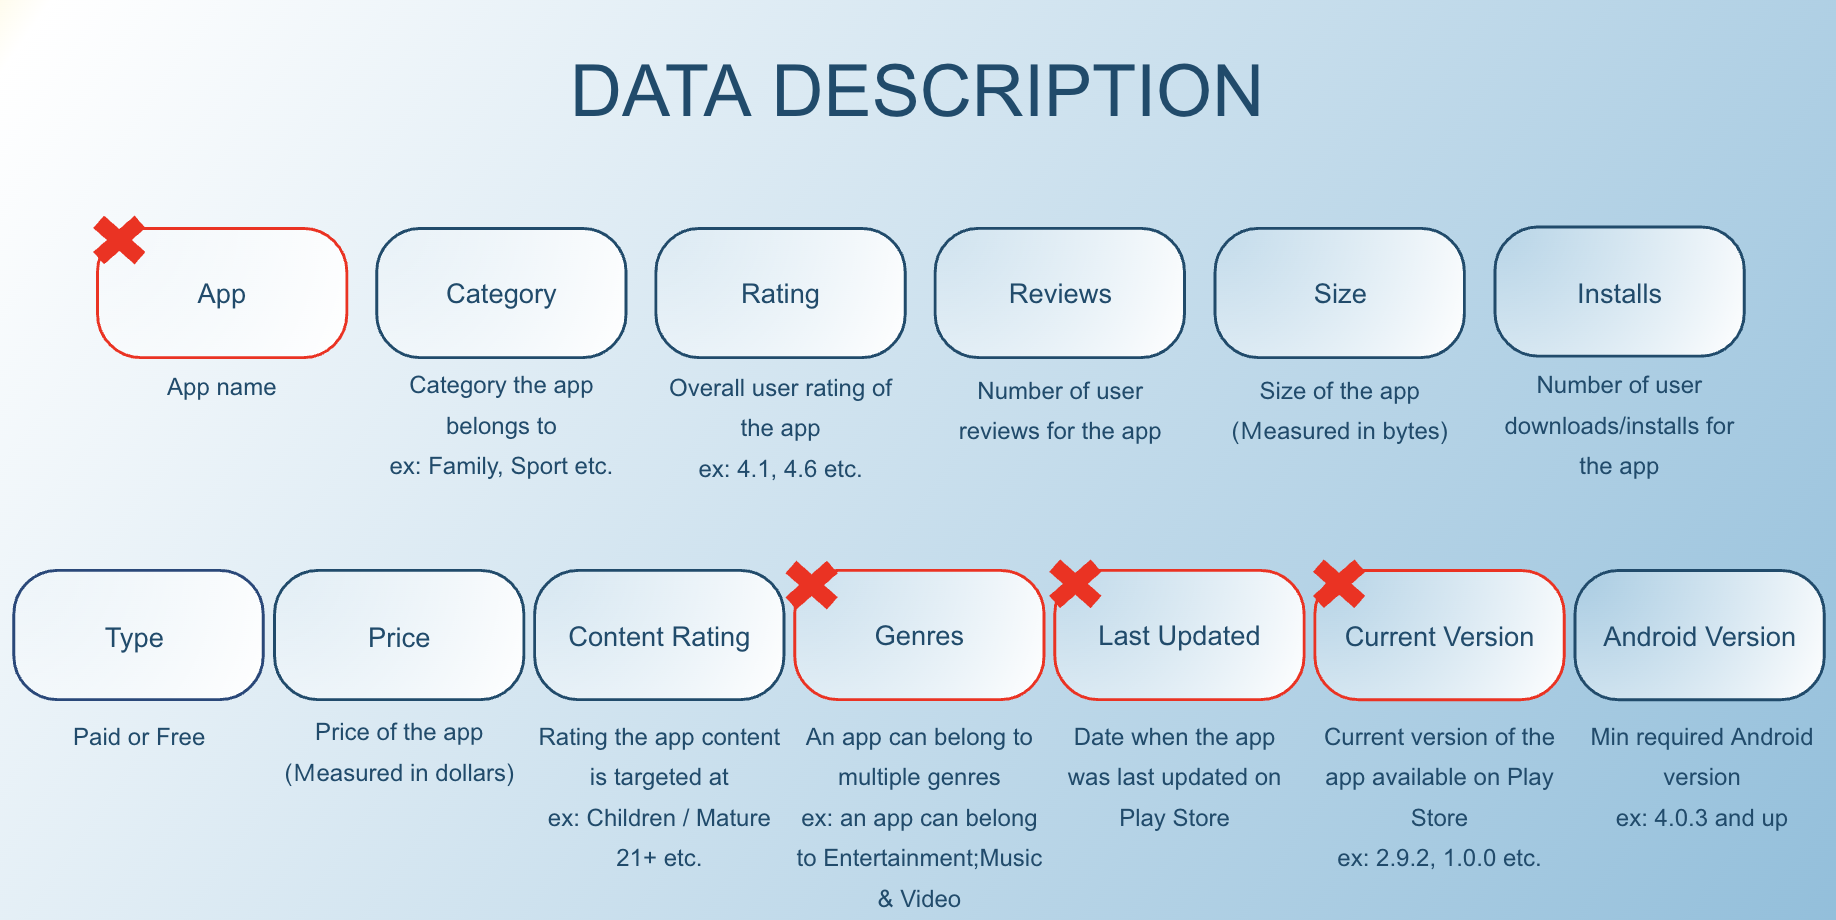 DATA DESCRIPTION
App
Category
Rating
Reviews
Size
Installs
App name
Category the app
belongs to
ex: Family, Sport etc.
Overall user rating of
the app
ex: 4.1, 4.6 etc.
Number of user
reviews for the app
Size of the app
(Measured in bytes)
Number of user
downloads/installs for
the app
Type
Price
Content Rating
Genres
Last Updated
Current Version
Android Version
Paid or Free
Price of the app
(Measured in dollars)
Rating the app content
is targeted at
ex: Children / Mature
21+ etc.
An app can belong to
multiple genres
ex: an app can belong
to Entertainment;Music
& Video
Date when the app
was last updated on
Play Store
Current version of the
app available on Play
Store
ex: 2.9.2, 1.0.0 etc.
Min required Android
version
ex: 4.0.3 and up